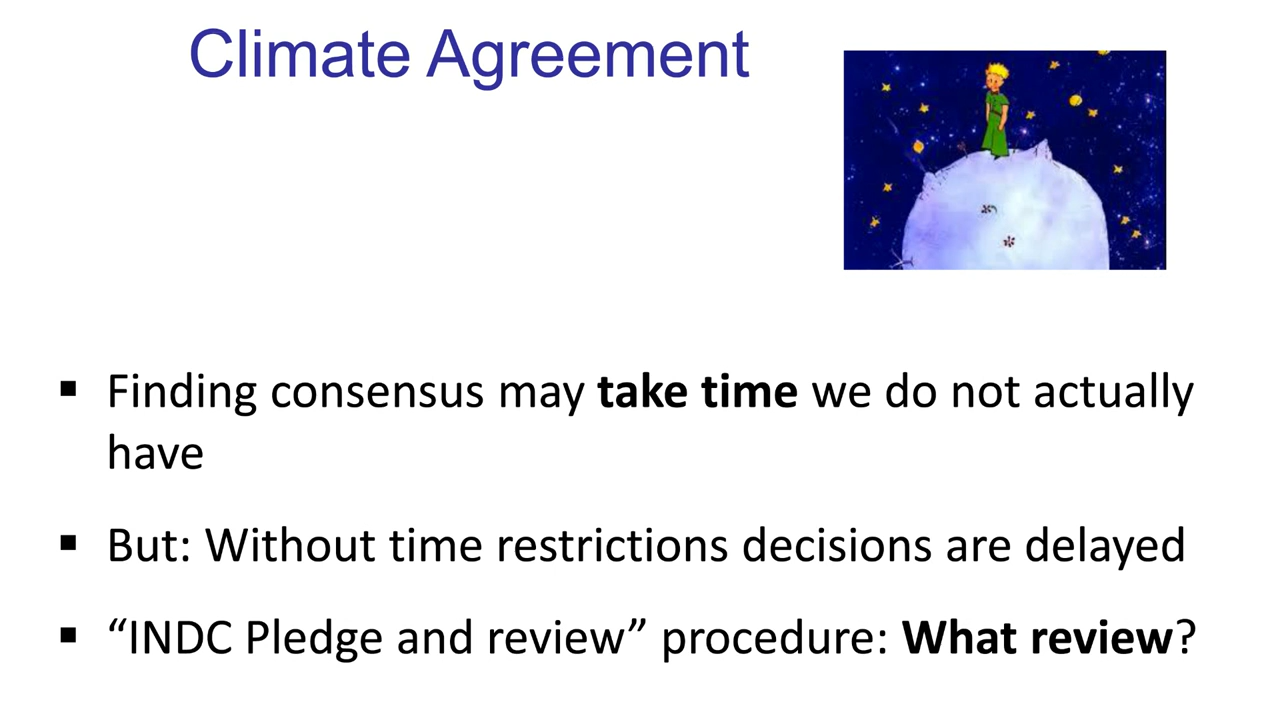 Climate Agreement
▪ Finding consensus may take time we do not actually
have
▪ But: Without time restrictions decisions are delayed
▪ “INDC Pledge and review” procedure: What review?